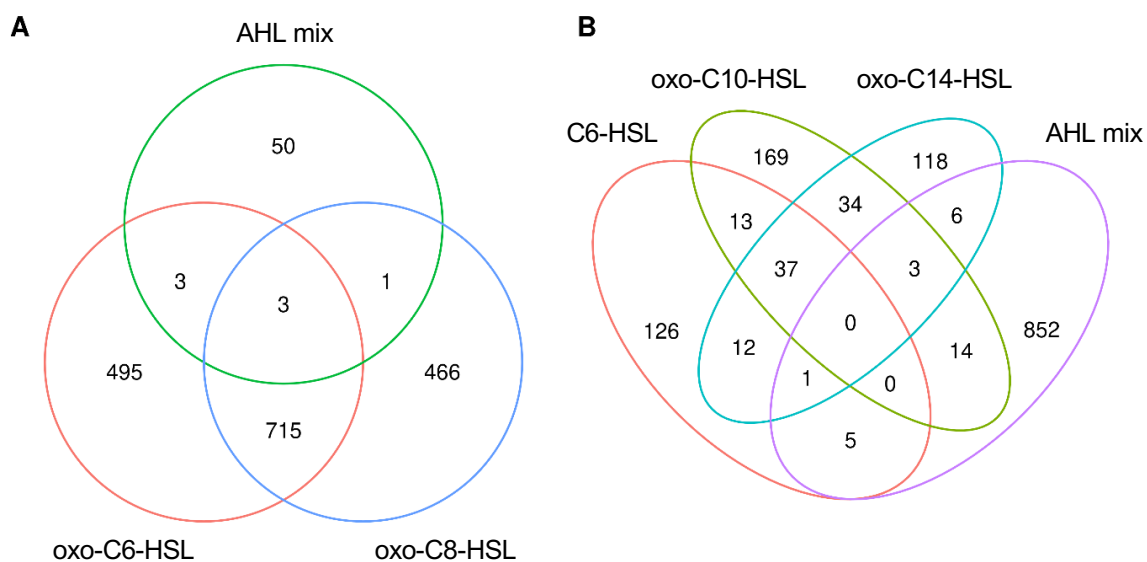 A
AHL mix
50
3
3
1
495
466
715
oxo-C6-HSL
oxo-C8-HSL
B
oxo-C10-HSL
oxo-C14-HSL
C6-HSL
AHL mix
169
118
13
34
6
37
3
126
12
0
14
852
1
0
5